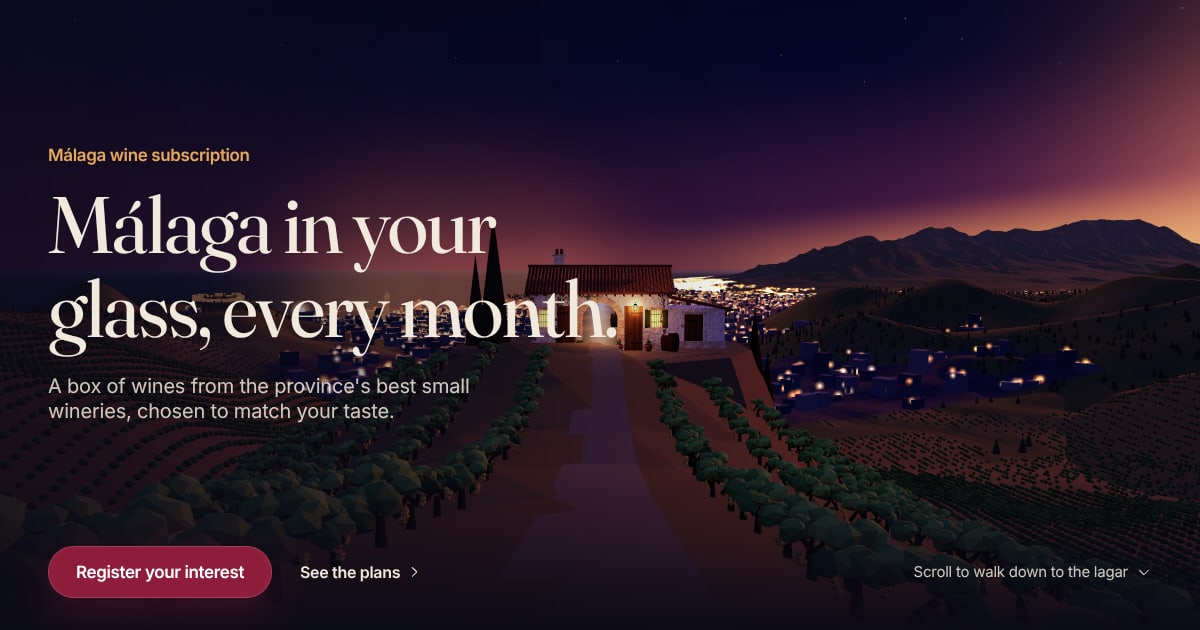 Málaga wine subscription
Málaga in your
glass, every month.
A box of wines from the province's best small
wineries, chosen to match your taste.
Register your interest
See the plans
Scroll to walk down to the lagar